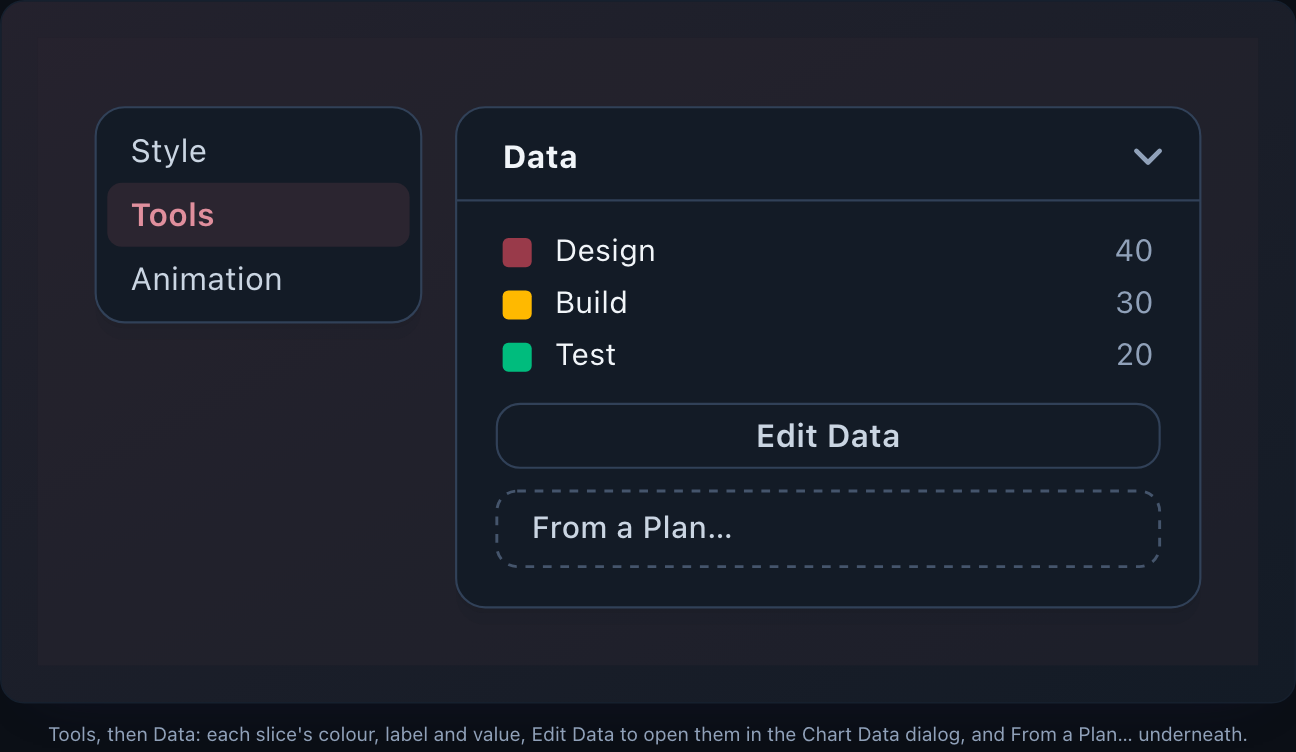 Style
Tools
Animation
Data
Design 40
Build 30
Test 20
Edit Data
From a Plan...
Tools, then Data: each slice's colour, label and value, Edit Data to open them in the Chart Data dialog, and From a Plan... underneath.